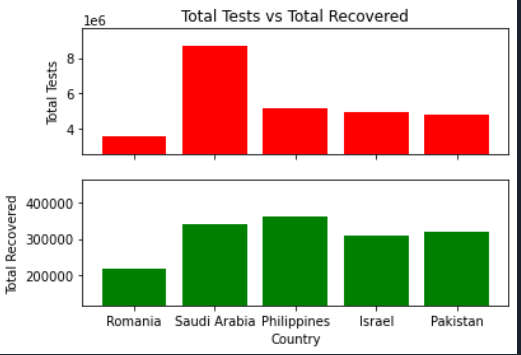 Total Tests vs Total Recovered
1e6
8
6
4
Total Tests
400000
300000
200000
Total Recovered
Romania Saudi Arabia Philippines Israel Pakistan
Country